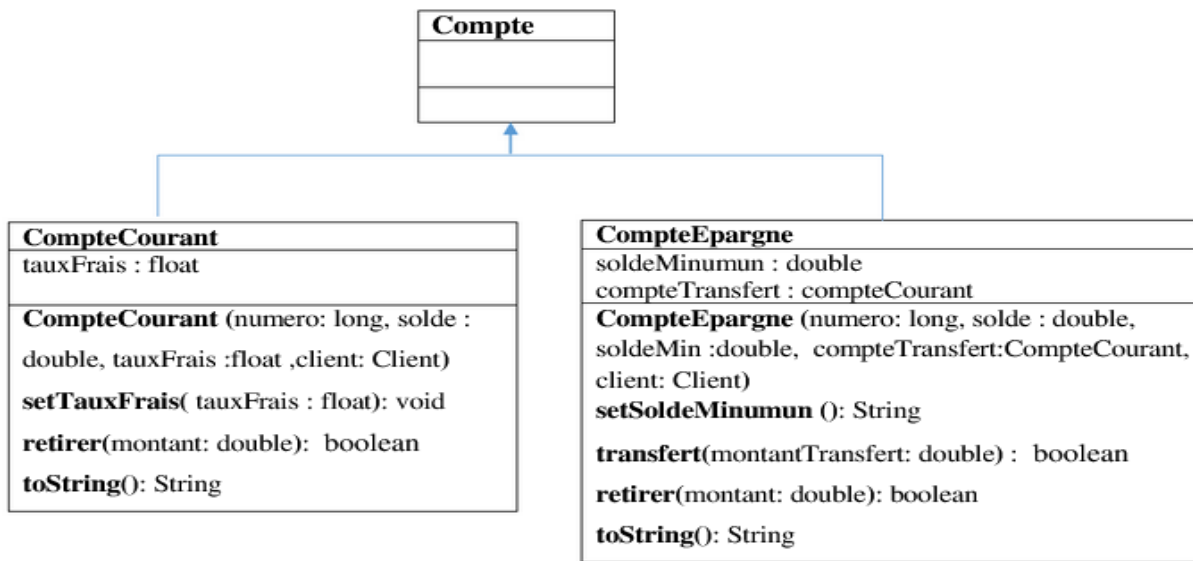 Compte
CompteCourant
tauxFrais : float
CompteCourant (numero: long, solde :
double, tauxFrais :float ,client: Client)
setTauxFrais( tauxFrais : float): void
retirer(montant: double): boolean
toString(): String
CompteEpargne
soldeMinumun : double
compteTransfert : compteCourant
CompteEpargne (numero: long, solde : double,
soldeMin :double, compteTransfert:CompteCourant,
client: Client)
setSoldeMinumun (): String
transfert(montantTransfert: double) : boolean
retirer(montant: double): boolean
toString(): String